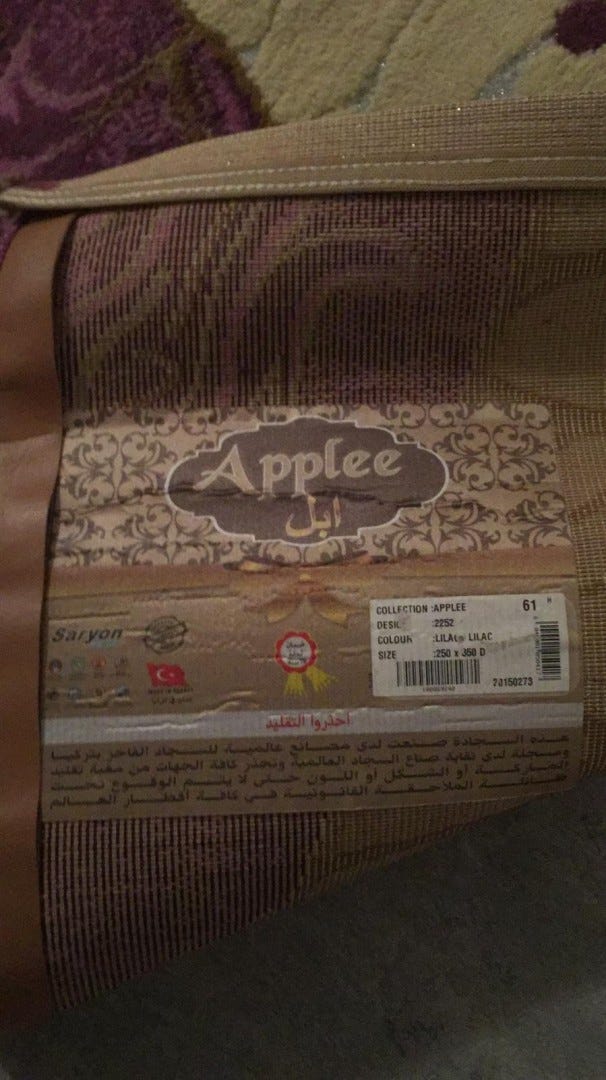 Applee
ابل
COLLECTION :APPLEE 61 H
:2252
COLOUR :LILAC LILAC
SIZE :250 x 350 D
20150273
Saryon
احذروا التقليد
هذه السجادة صنعت لدى مصانع عالمية للسجاد الفاخر بتركيا
ومسجلة لدى نقابة صناع السجاد العالمية ونحذر كافة الجهات من مغبة تقليد
الماركة أو الشكل أو اللون حتى لا يتم الوقوع تحت
طائلة الملاحقة القانونية في كافة أقطار العالم